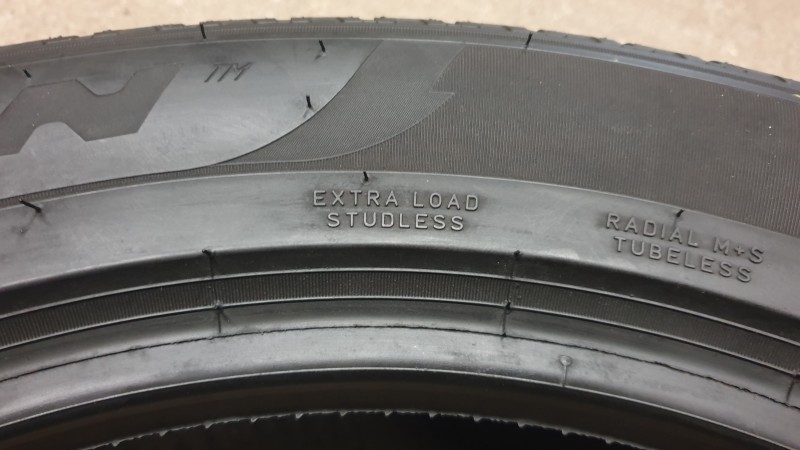 TM
EXTRA LOAD
STUDLESS
RADIAL M+S
TUBELESS